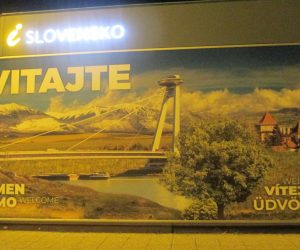 i SLOVENSKO
VITAJTE
MEN
MO WELCOME
VÍTE
ÜDVÖ